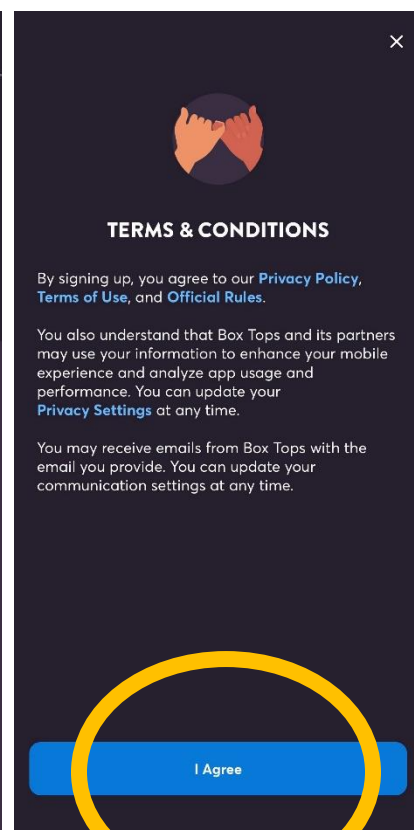 TERMS & CONDITIONS
By signing up, you agree to our Privacy Policy,
Terms of Use, and Official Rules.
You also understand that Box Tops and its partners
may use your information to enhance your mobile
experience and analyze app usage and
performance. You can update your
Privacy Settings at any time.
You may receive emails from Box Tops with the
email you provide. You can update your
communication settings at any time.
I Agree